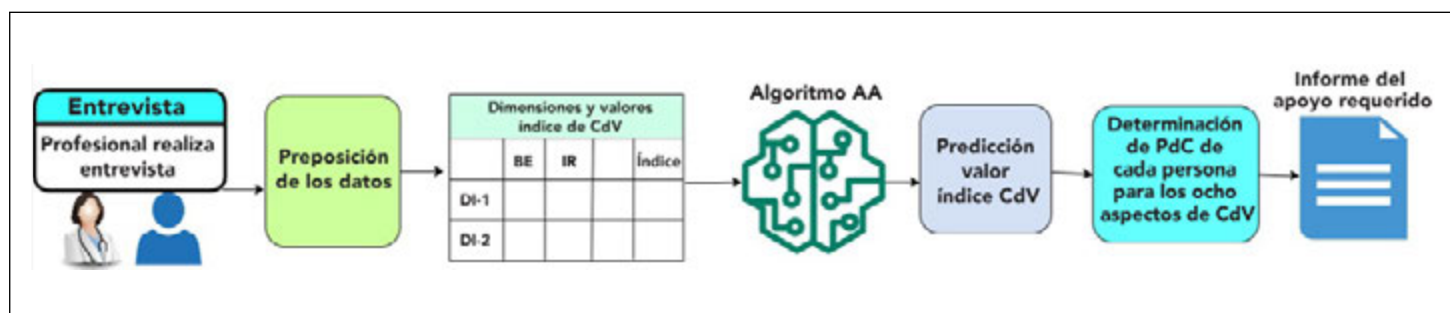 Entrevista
Profesional realiza
entrevista
Preposición
de los datos
Dimensiones y valores
índice de CdV
BE IR Índice
DI-1
DI-2
Algoritmo AA
Predicción
valor
índice CdV
Determinación
de PdC de
cada persona
para los ocho
aspectos de CdV
Informe del
apoyo requerido